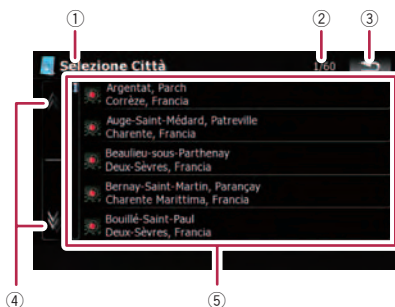 ① ② ③
Selezione Città 1/60
Argentat, Parch
Corrèze, Francia
Auge-Saint-Médard, Patreville
Charente, Francia
Beaulieu-sous-Parthenay
Deux-Sèvres, Francia
Bernay-Saint-Martin, Parançay
Charente Marittima, Francia
Bouillé-Saint-Paul
Deux-Sèvres, Francia
④ ⑤